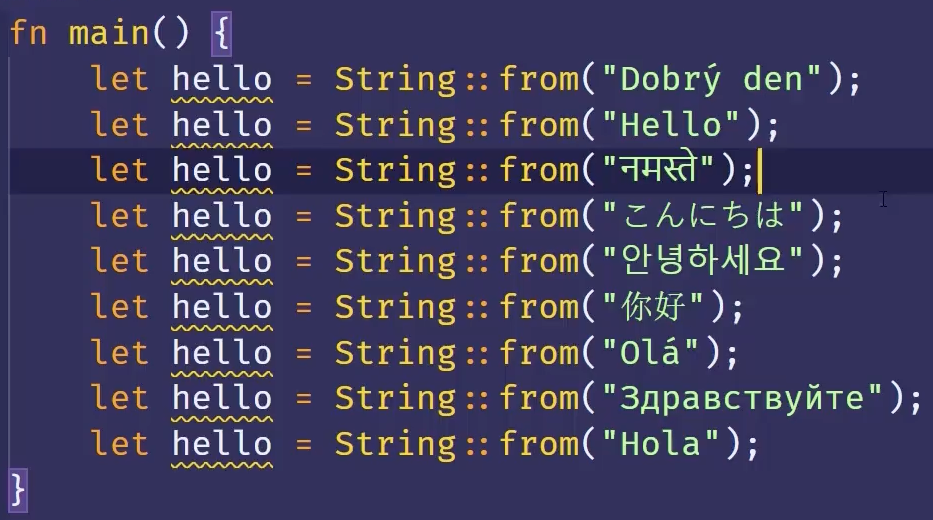 fn main() {
    let hello = String::from("Dobrý den");
    let hello = String::from("Hello");
    let hello = String::from("नमस्ते");
    let hello = String::from("こんにちは");
    let hello = String::from("안녕하세요");
    let hello = String::from("你好");
    let hello = String::from("Olá");
    let hello = String::from("Здравствуйте");
    let hello = String::from("Hola");
}